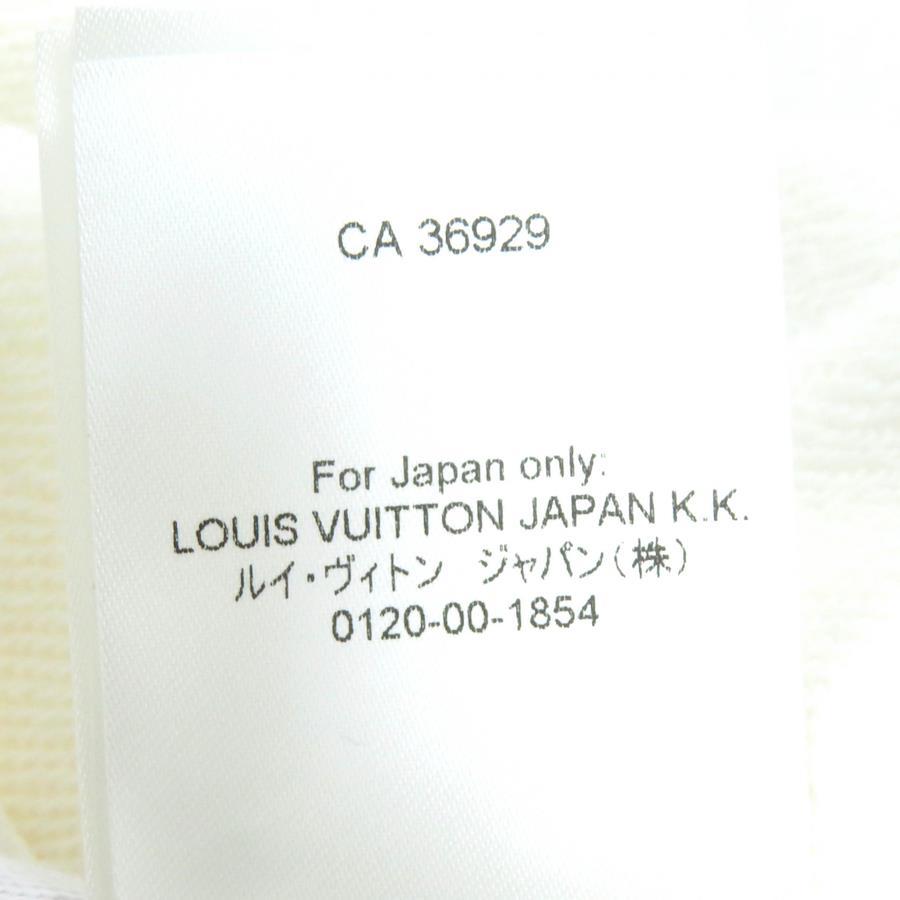 CA 36929
For Japan only:
LOUIS VUITTON JAPAN K.K.
ルイ・ヴィトン　ジャパン(株)
0120-00-1854